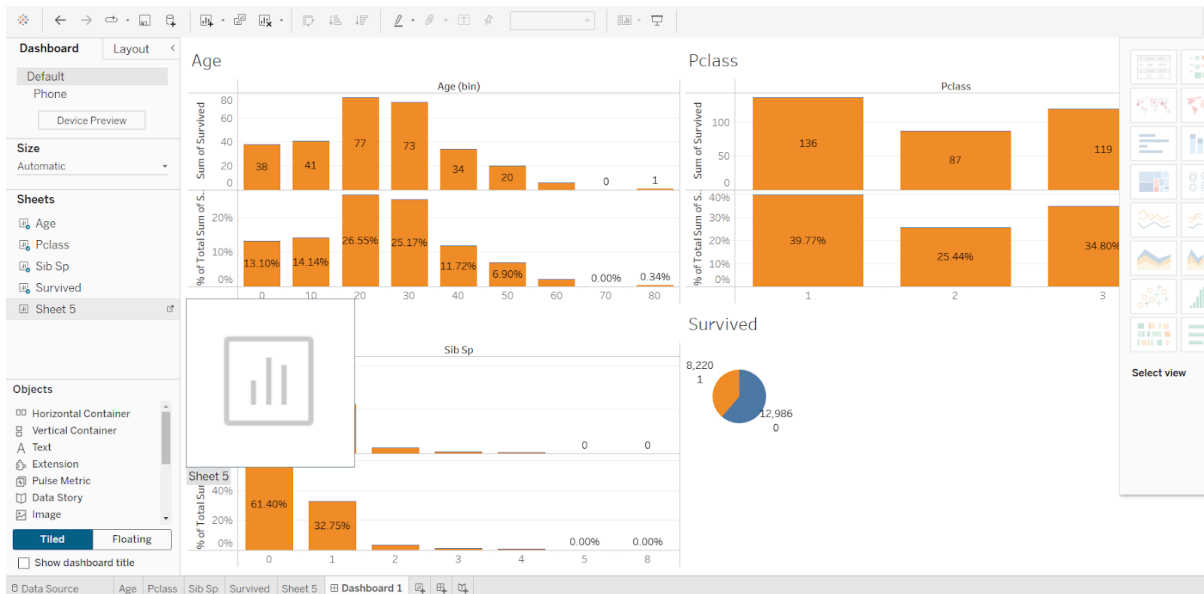 Dashboard
Layout
Default
Phone
Device Preview
Size
Automatic
Sheets
Age
Pclass
Sib Sp
Survived
Sheet 5
Objects
Horizontal Container
Vertical Container
Text
Extension
Pulse Metric
Data Story
Image
Tiled Floating
Show dashboard title
Age
Age (bin)
Sum of Survived
80
60
40
20
0
38 41 77 73 34 20 0 1
% of Total Sum of S..
20%
10%
0%
13.10% 14.14% 26.55% 25.17% 11.72% 6.90% 0.00% 0.34%
0 10 20 30 40 50 60 70 80
Pclass
Pclass
Sum of Survived
100
50
0
136 87 119
% of Total Sum of S..
40%
30%
20%
10%
0%
39.77% 25.44% 34.80%
1 2 3
Sib Sp
0 0
Sheet 5
% of Total Sum
40%
20%
0%
61.40% 32.75% 0.00% 0.00%
0 1 2 3 4 5 8
Survived
8,220
1
12,986
0
Select view
Data Source Age Pclass Sib Sp Survived Sheet 5 Dashboard 1